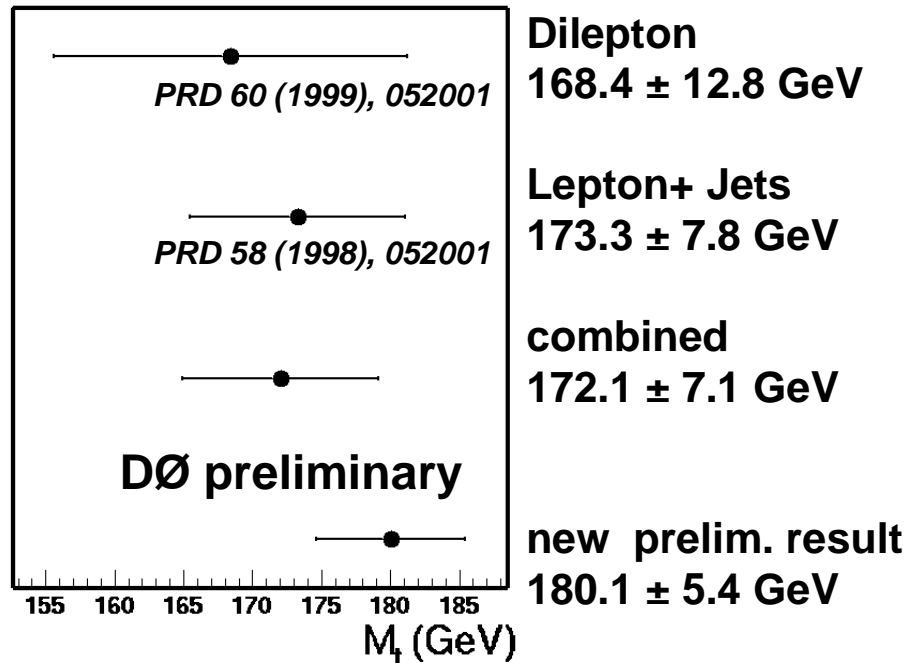 Dilepton
168.4 ± 12.8 GeV
PRD 60 (1999), 052001
Lepton+ Jets
173.3 ± 7.8 GeV
PRD 58 (1998), 052001
combined
172.1 ± 7.1 GeV
DØ preliminary
new prelim. result
180.1 ± 5.4 GeV
155 160 165 170 175 180 185
Mt (GeV)